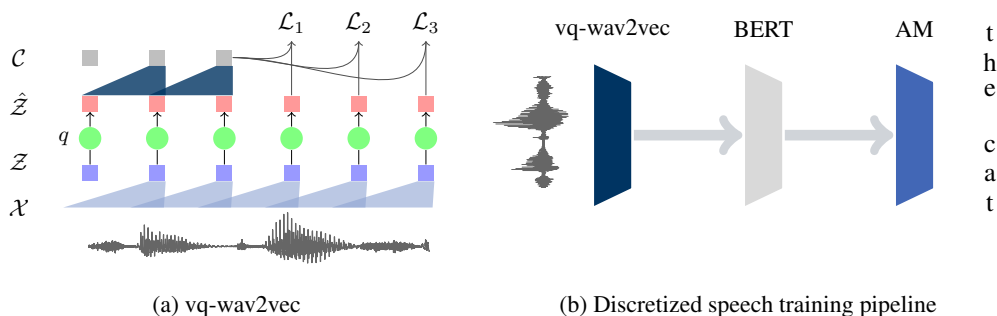 ℒ₁ ℒ₂ ℒ₃
𝒞
𝒵̂
q
𝒵
𝒳
(a) vq-wav2vec
vq-wav2vec BERT AM
t
h
e
c
a
t
(b) Discretized speech training pipeline